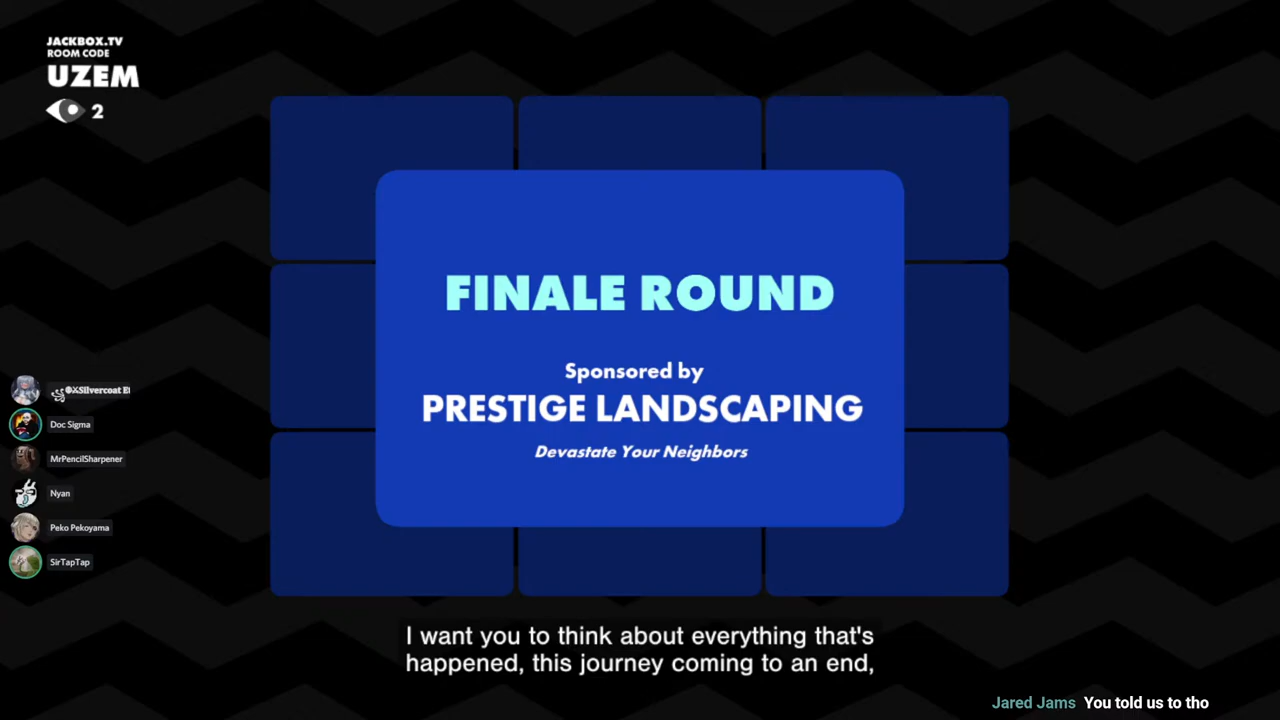 JACKBOX.TV
ROOM CODE
UZEM
2
FINALE ROUND
Sponsored by
PRESTIGE LANDSCAPING
Devastate Your Neighbors
Silvercoat
Doc Sigma
MrPencilSharpener
Nyan
Peko Pekoyama
SirTapTap
I want you to think about everything that's
happened, this journey coming to an end,
Jared Jams You told us to tho